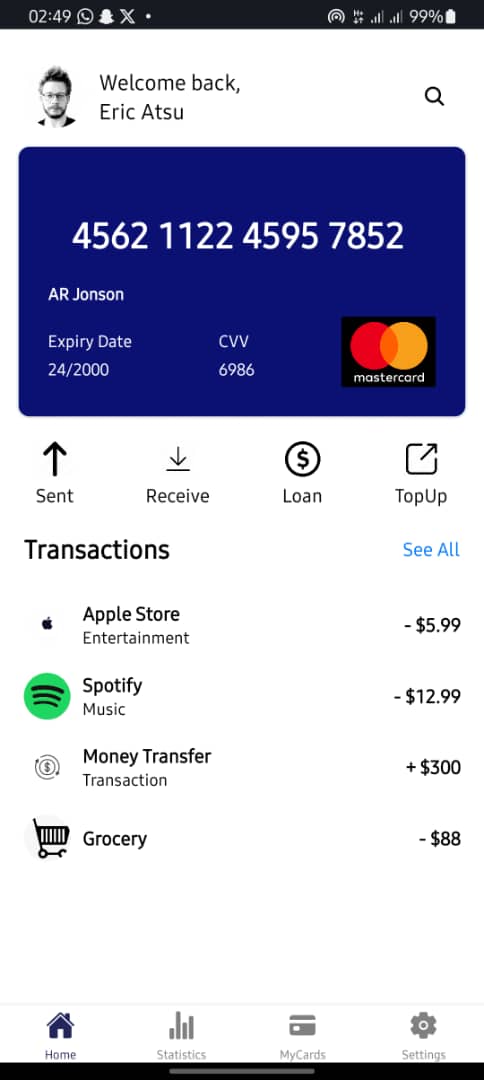 02:49 99%
Welcome back,
Eric Atsu
4562 1122 4595 7852
AR Jonson
Expiry Date CVV
24/2000 6986
mastercard
Sent Receive Loan TopUp
Transactions See All
Apple Store
Entertainment - $5.99
Spotify
Music - $12.99
Money Transfer
Transaction + $300
Grocery - $88
Home Statistics MyCards Settings